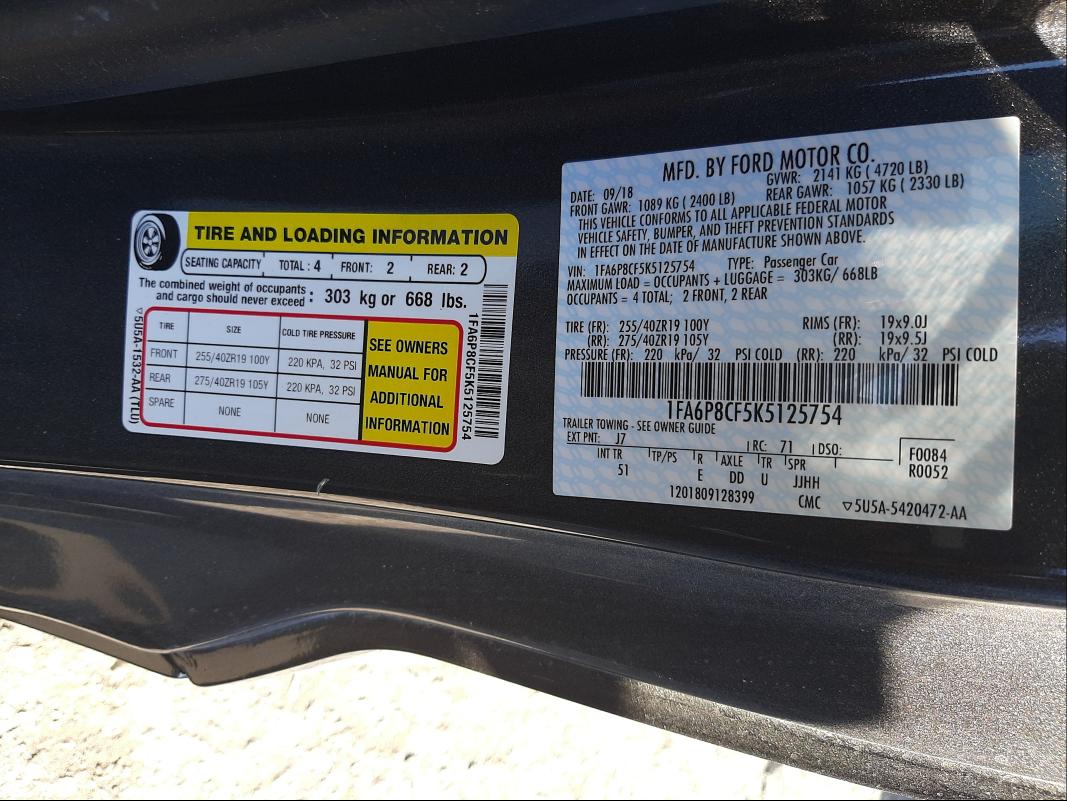 TIRE AND LOADING INFORMATION
SEATING CAPACITY TOTAL : 4 FRONT: 2 REAR: 2
The combined weight of occupants
and cargo should never exceed : 303 kg or 668 lbs.
TIRE SIZE COLD TIRE PRESSURE
FRONT 255/40ZR19 100Y 220 KPA, 32 PSI
REAR 275/40ZR19 105Y 220 KPA, 32 PSI
SPARE NONE NONE
SEE OWNERS
MANUAL FOR
ADDITIONAL
INFORMATION
5U5A-1532-AA (TLU)
1FA6P8CF5K5125754
MFD. BY FORD MOTOR CO.
DATE: 09/18 GVWR: 2141 KG ( 4720 LB)
FRONT GAWR: 1089 KG ( 2400 LB) REAR GAWR: 1057 KG ( 2330 LB)
THIS VEHICLE CONFORMS TO ALL APPLICABLE FEDERAL MOTOR
VEHICLE SAFETY, BUMPER, AND THEFT PREVENTION STANDARDS
IN EFFECT ON THE DATE OF MANUFACTURE SHOWN ABOVE.
VIN: 1FA6P8CF5K5125754 TYPE: Passenger Car
MAXIMUM LOAD = OCCUPANTS + LUGGAGE = 303KG/ 668LB
OCCUPANTS = 4 TOTAL; 2 FRONT, 2 REAR
TIRE (FR): 255/40ZR19 100Y RIMS (FR): 19x9.0J
(RR): 275/40ZR19 105Y (RR): 19x9.5J
PRESSURE (FR): 220 kPa/ 32 PSI COLD (RR): 220 kPa/ 32 PSI COLD
1FA6P8CF5K5125754
TRAILER TOWING - SEE OWNER GUIDE
EXT PNT: J7 RC: 71 DSO:
INT TR TP/PS R AXLE TR SPR
51 E DD U JJHH
F0084
R0052
1201809128399 CMC 5U5A-5420472-AA